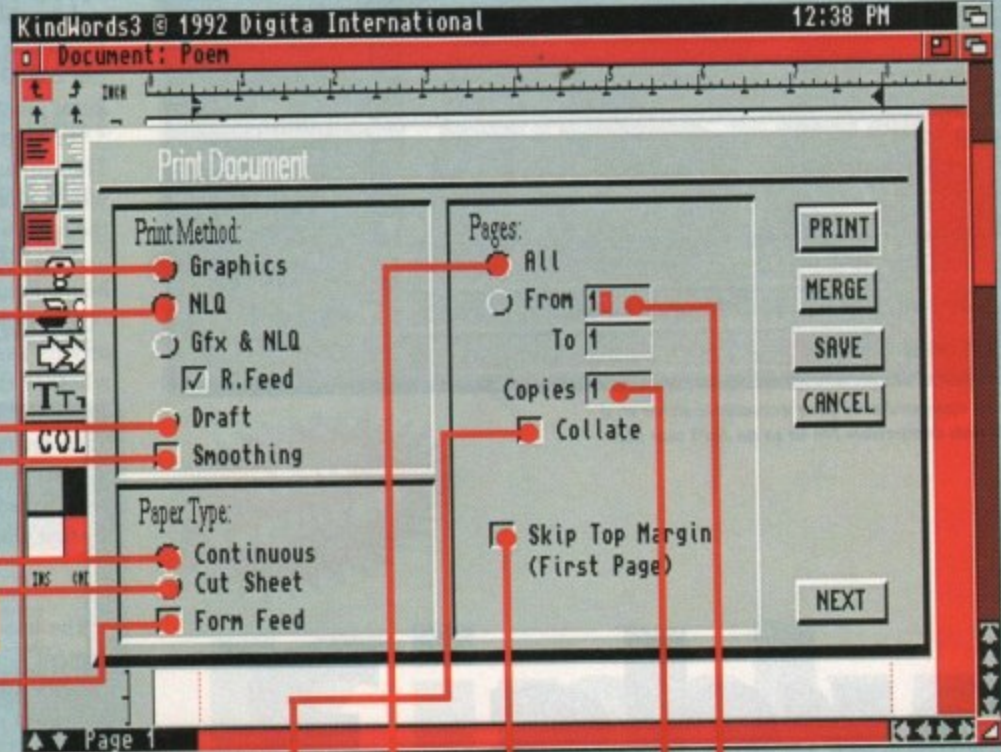 KindWords3 © 1992 Digita International 12:38 PM
Document: Poem
INCH
Print Document
Print Method:
Graphics
NLQ
Gfx & NLQ
R.Feed
Draft
Smoothing
Paper Type:
Continuous
Cut Sheet
Form Feed
Pages:
All
From 1
To 1
Copies 1
Collate
Skip Top Margin
(First Page)
PRINT
MERGE
SAVE
CANCEL
NEXT
COL
INS
Page 1